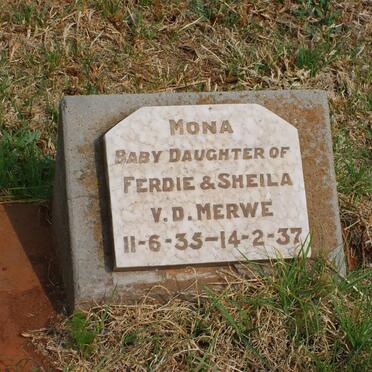 MONA
BABY DAUGHTER OF
FERDIE & SHEILA
V.D. MERWE
11-6-35-14-2-37